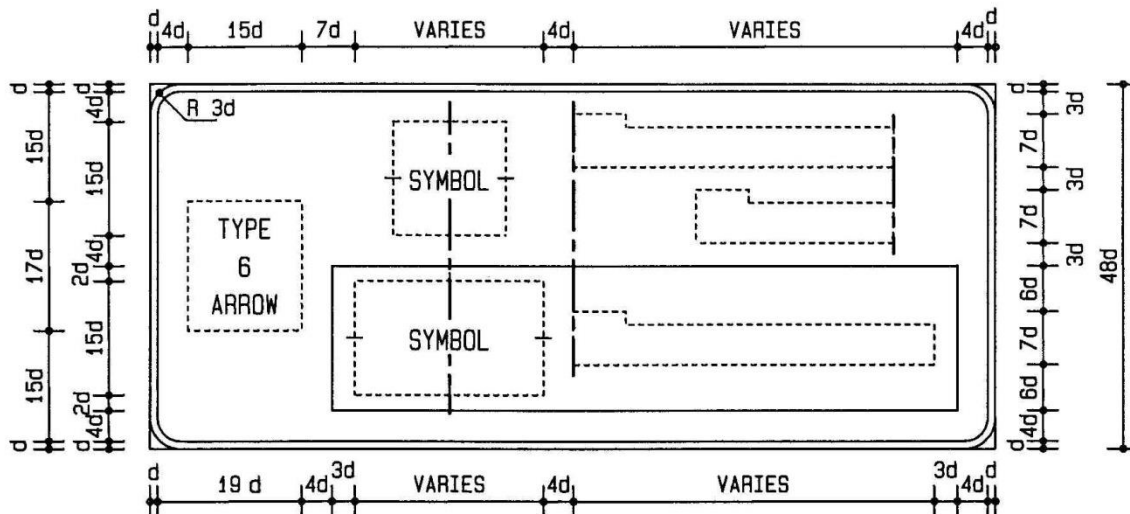 d 4d 15d 7d VARIES 4d VARIES 4d d
d
15d
17d
15d
d
d
4d
15d
4d
2d
15d
2d
4d
d
R 3d
SYMBOL
TYPE
6
ARROW
SYMBOL
d
3d
7d
3d
7d
3d
6d
7d
6d
4d
d
48d
d 19 d 4d 3d VARIES 4d VARIES 3d 4d d